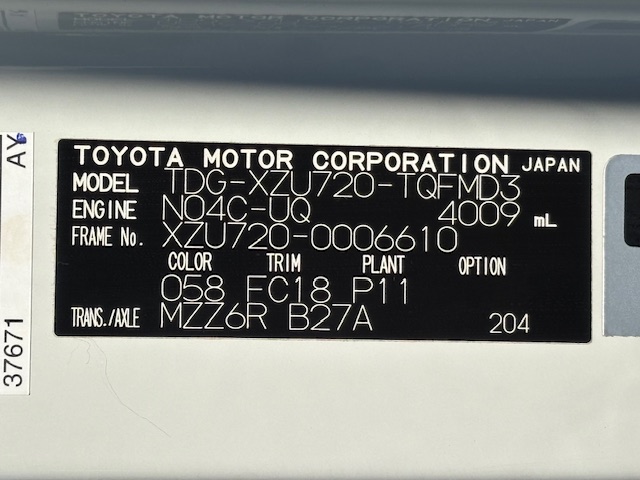 TOYOTA MOTOR CORPORATION JAPAN
MODEL TDG-XZU720-TQFMD3
ENGINE N04C-UQ 4009 mL
FRAME No. XZU720-0006610
COLOR TRIM PLANT OPTION
058 FC18 P11
TRANS./AXLE MZZ6R B27A 204
AY
37671